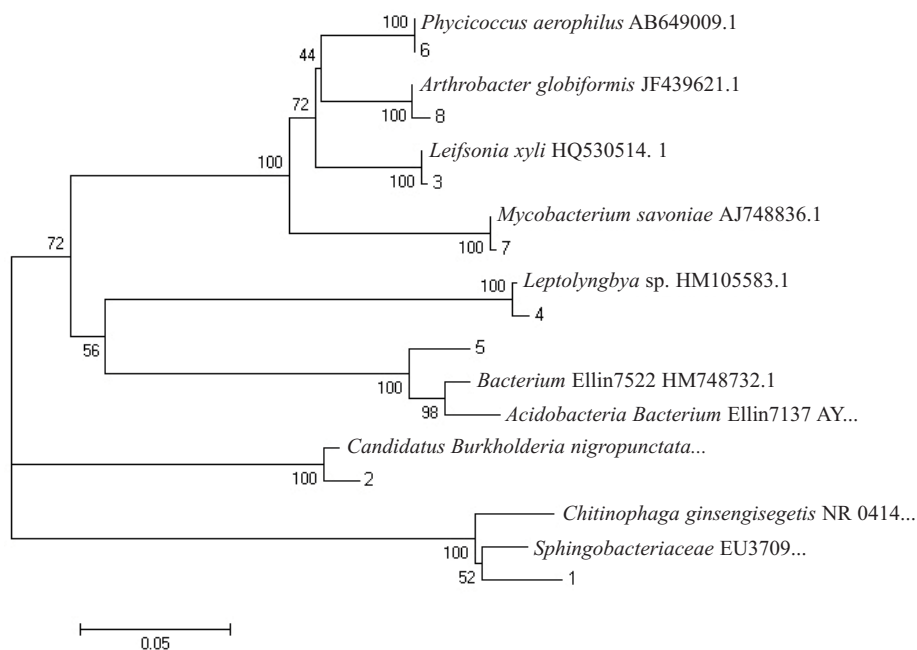 100 Phycicoccus aerophilus AB649009.1
6
44
Arthrobacter globiformis JF439621.1
100 8
72
Leifsonia xyli HQ530514. 1
100 3
100
Mycobacterium savoniae AJ748836.1
100 7
72
100 Leptolyngbya sp. HM105583.1
4
56
5
100 Bacterium Ellin7522 HM748732.1
98 Acidobacteria Bacterium Ellin7137 AY...
Candidatus Burkholderia nigropunctata...
100 2
Chitinophaga ginsengisegetis NR 0414...
100 Sphingobacteriaceae EU3709...
52 1
0.05